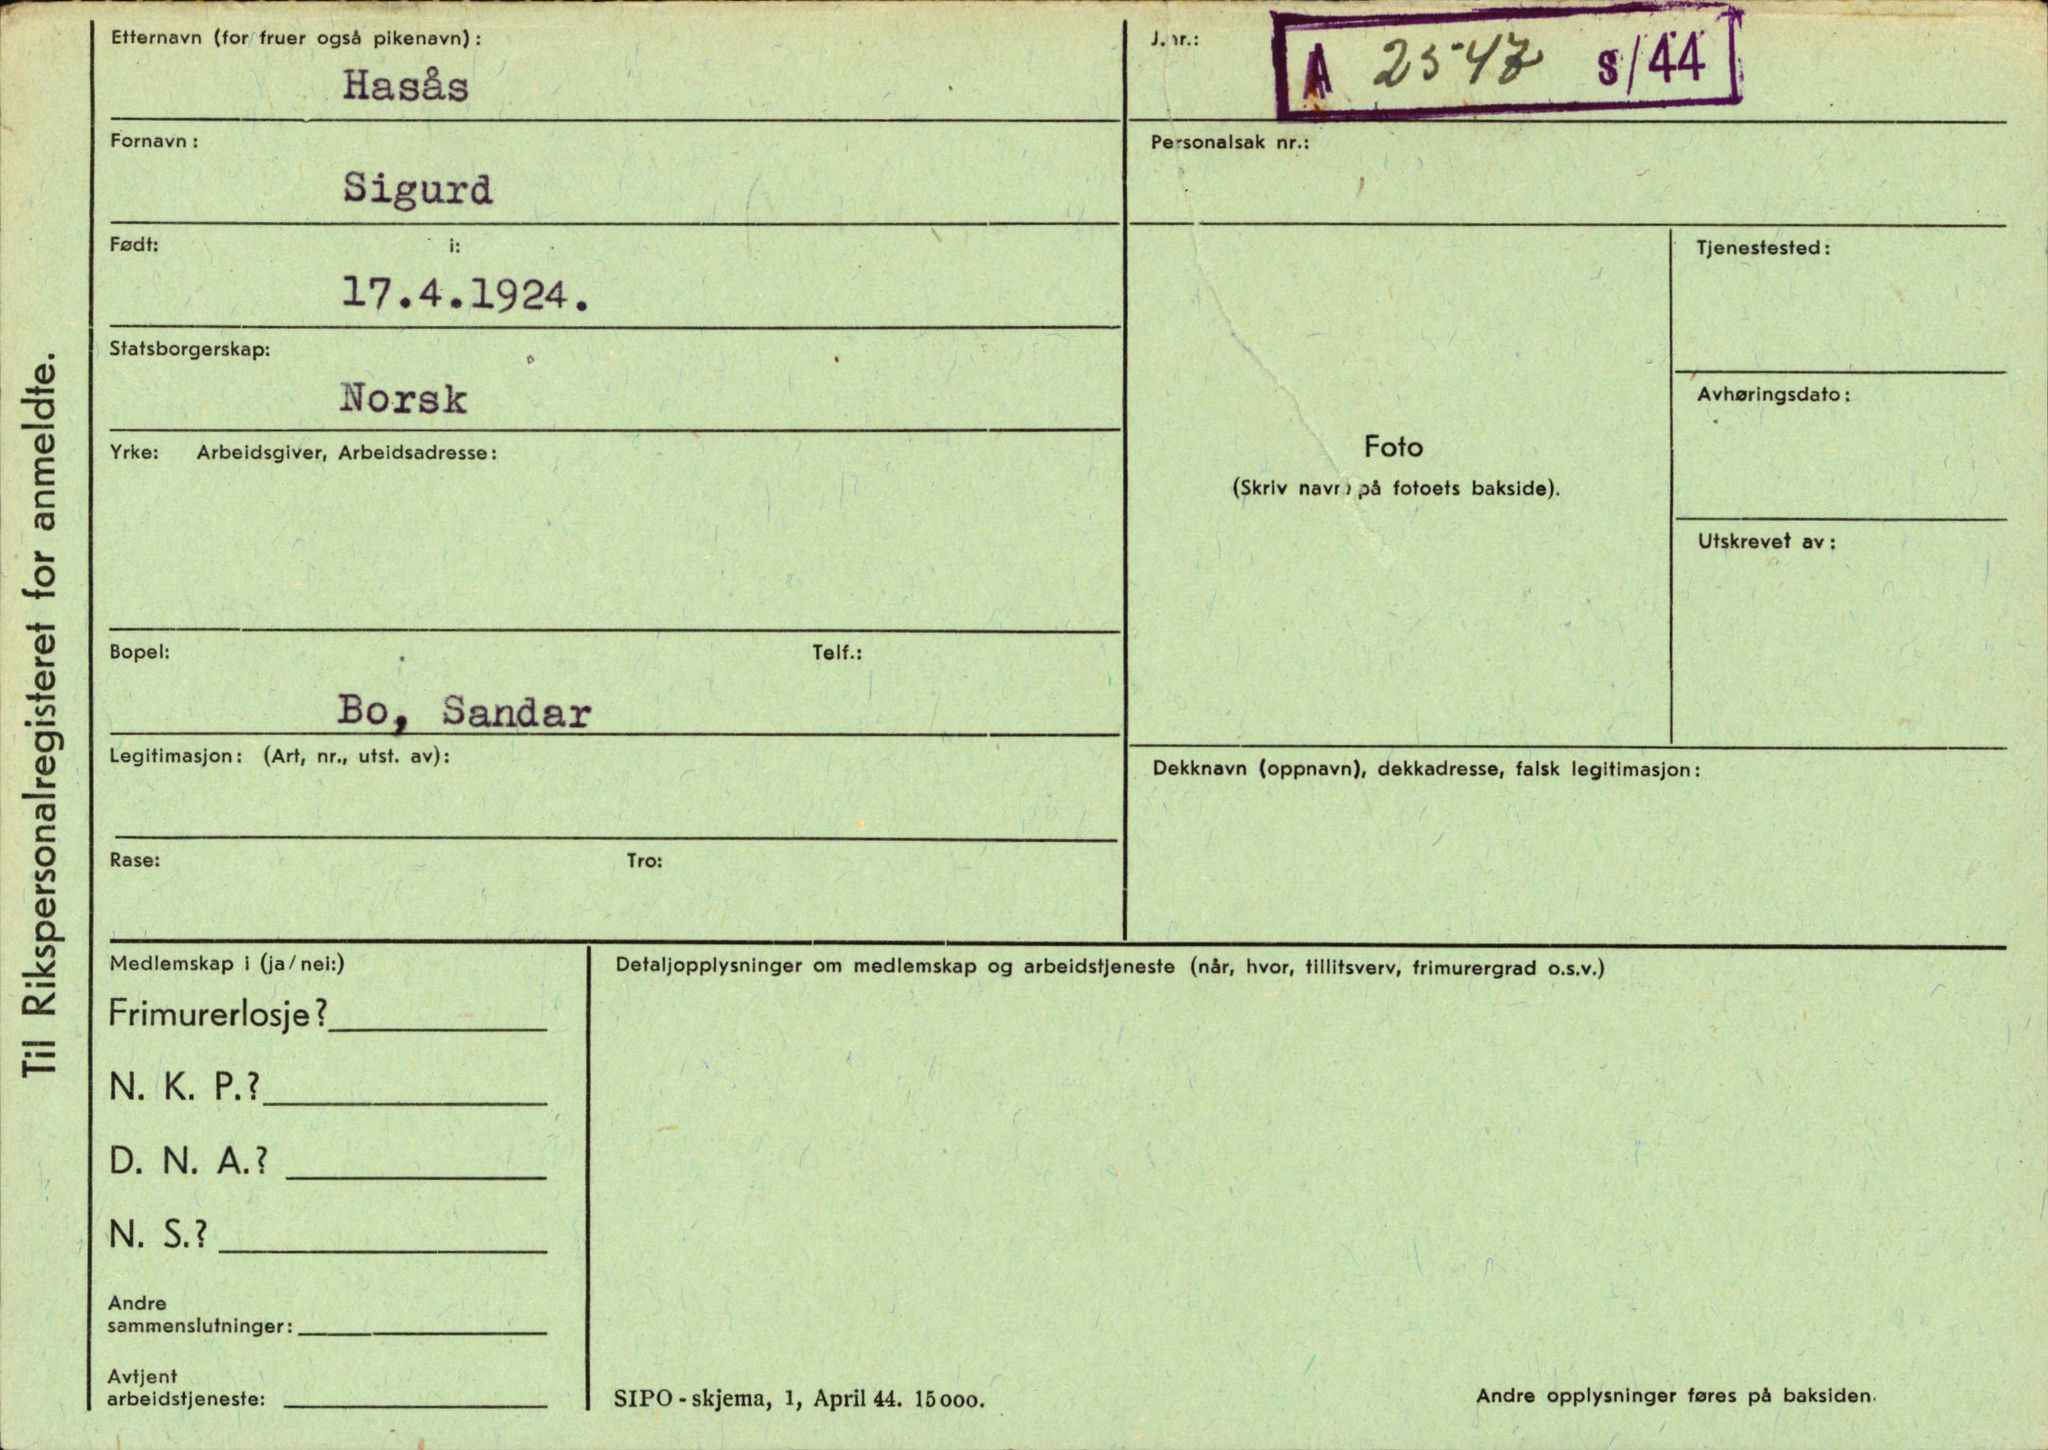 Til Rikspersonalregisteret for anmeldte.
Etternavn (for fruer også pikenavn):
Hasås
Fornavn:
Sigurd
Født: i:
17.4.1924.
Statsborgerskap:
Norsk
Yrke: Arbeidsgiver, Arbeidsadresse:
Bopel: Telf.:
Bo, Sandar
Legitimasjon: (Art, nr., utst. av):
Rase: Tro:
J.nr.:
A 2547 S/44
Personalsak nr.:
Foto
(Skriv navn på fotoets bakside).
Tjenestested:
Avhøringsdato:
Utskrevet av:
Dekknavn (oppnavn), dekkadresse, falsk legitimasjon:
Medlemskap i (ja/nei:)
Frimurerlosje?
N. K. P.?
D. N. A.?
N. S.?
Andre
sammenslutninger:
Avtjent
arbeidstjeneste:
Detaljopplysninger om medlemskap og arbeidstjeneste (når, hvor, tillitsverv, frimurergrad o.s.v.)
SIPO - skjema, 1, April 44. 15000.
Andre opplysninger føres på baksiden.